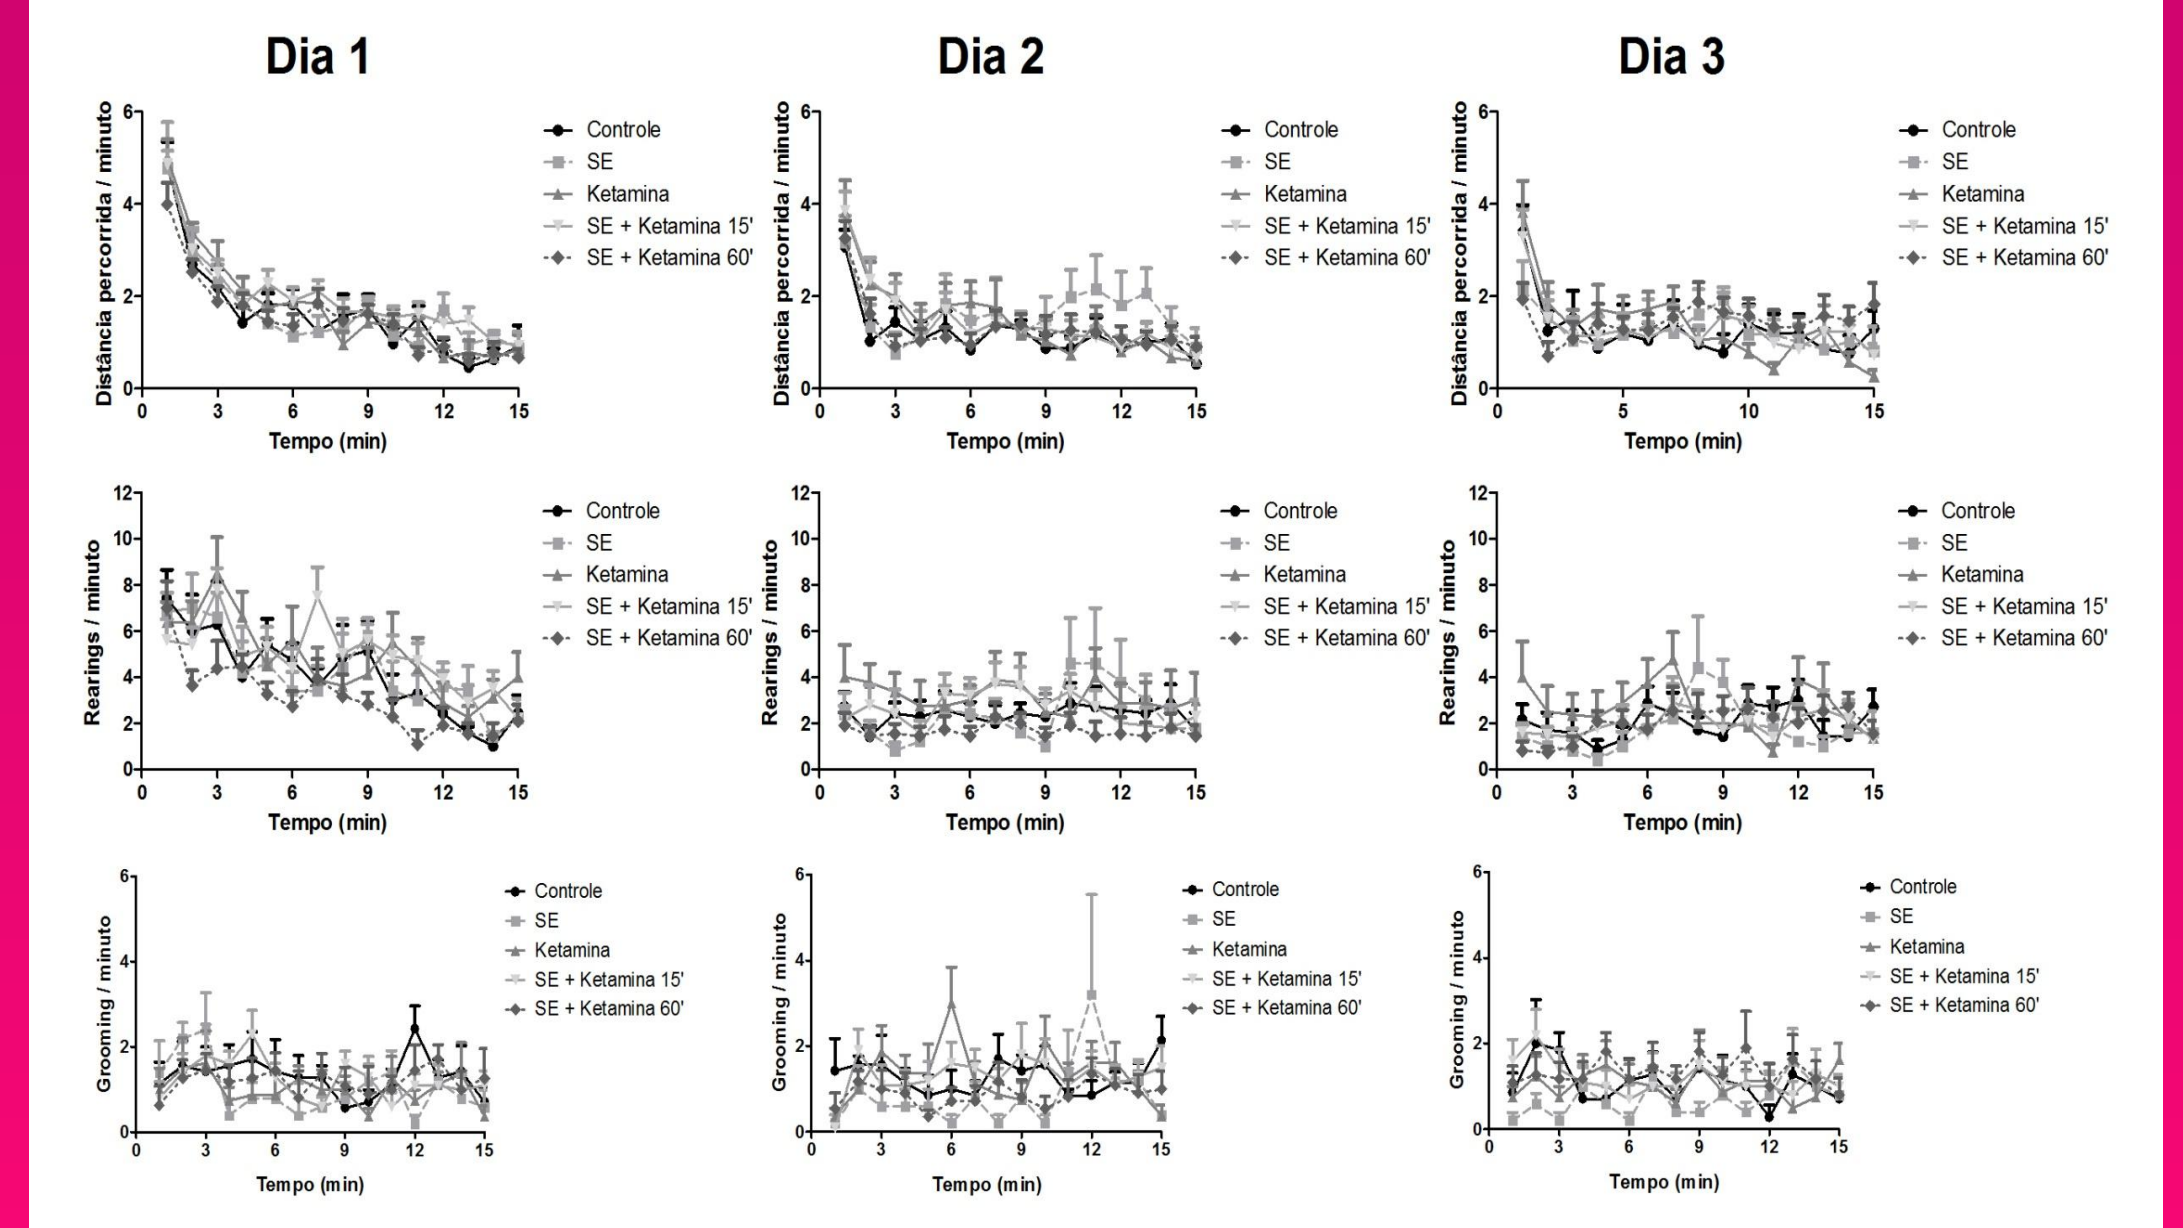 Dia 1
Dia 2
Dia 3
Distância percorrida / minuto
6
4
2
0
0 3 6 9 12 15
Tempo (min)
Controle
SE
Ketamina
SE + Ketamina 15'
SE + Ketamina 60'
Distância percorrida / minuto
6
4
2
0
0 3 6 9 12 15
Tempo (min)
Controle
SE
Ketamina
SE + Ketamina 15'
SE + Ketamina 60'
Distância percorrida / minuto
6
4
2
0
0 5 10 15
Tempo (min)
Controle
SE
Ketamina
SE + Ketamina 15'
SE + Ketamina 60'
Rearings / minuto
12
10
8
6
4
2
0
0 3 6 9 12 15
Tempo (min)
Controle
SE
Ketamina
SE + Ketamina 15'
SE + Ketamina 60'
Rearings / minuto
12
10
8
6
4
2
0
0 3 6 9 12 15
Tempo (min)
Controle
SE
Ketamina
SE + Ketamina 15'
SE + Ketamina 60'
Rearings / minuto
12
10
8
6
4
2
0
0 3 6 9 12 15
Tempo (min)
Controle
SE
Ketamina
SE + Ketamina 15'
SE + Ketamina 60'
Grooming / minuto
6
4
2
0
0 3 6 9 12 15
Tempo (min)
Controle
SE
Ketamina
SE + Ketamina 15'
SE + Ketamina 60'
Grooming / minuto
6
4
2
0
0 3 6 9 12 15
Tempo (min)
Controle
SE
Ketamina
SE + Ketamina 15'
SE + Ketamina 60'
Grooming / minuto
6
4
2
0
0 3 6 9 12 15
Tempo (min)
Controle
SE
Ketamina
SE + Ketamina 15'
SE + Ketamina 60'